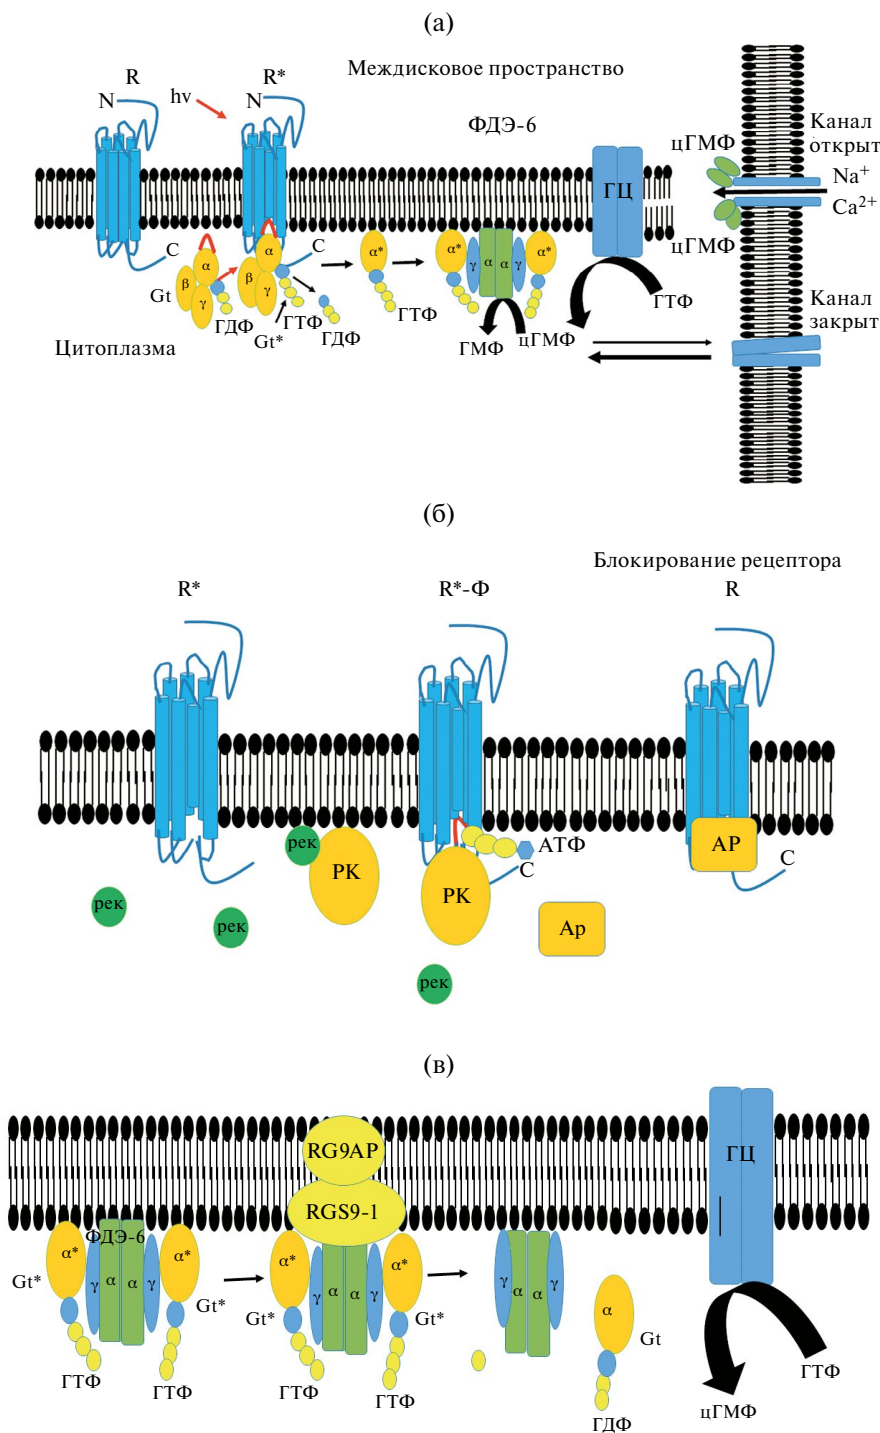 (а)
R
R*
Междисковое пространство
N
hν
N
ФДЭ-6
цГМФ
Канал
открыт
ГЦ
Na+
Ca2+
цГМФ
C
C
α
α
β
γ
Gt
β
γ
α*
α*
γ
α
α
γ
α*
ГДФ
ГТФ
Gt*
ГДФ
ГТФ
ГМФ
цГМФ
ГТФ
Канал
закрыт
Цитоплазма
(б)
Блокирование рецептора
R*
R*-Ф
R
рек
РК
АТФ
C
АР
C
рек
рек
РК
Ар
рек
(в)
RG9AP
ГЦ
RGS9-1
ФДЭ-6
α*
γ
α
α
γ
α*
Gt*
Gt*
α*
γ
α
α
γ
α*
Gt*
Gt*
γ
α
α
γ
α
Gt
ГТФ
ГТФ
ГТФ
ГТФ
ГДФ
цГМФ
ГТФ